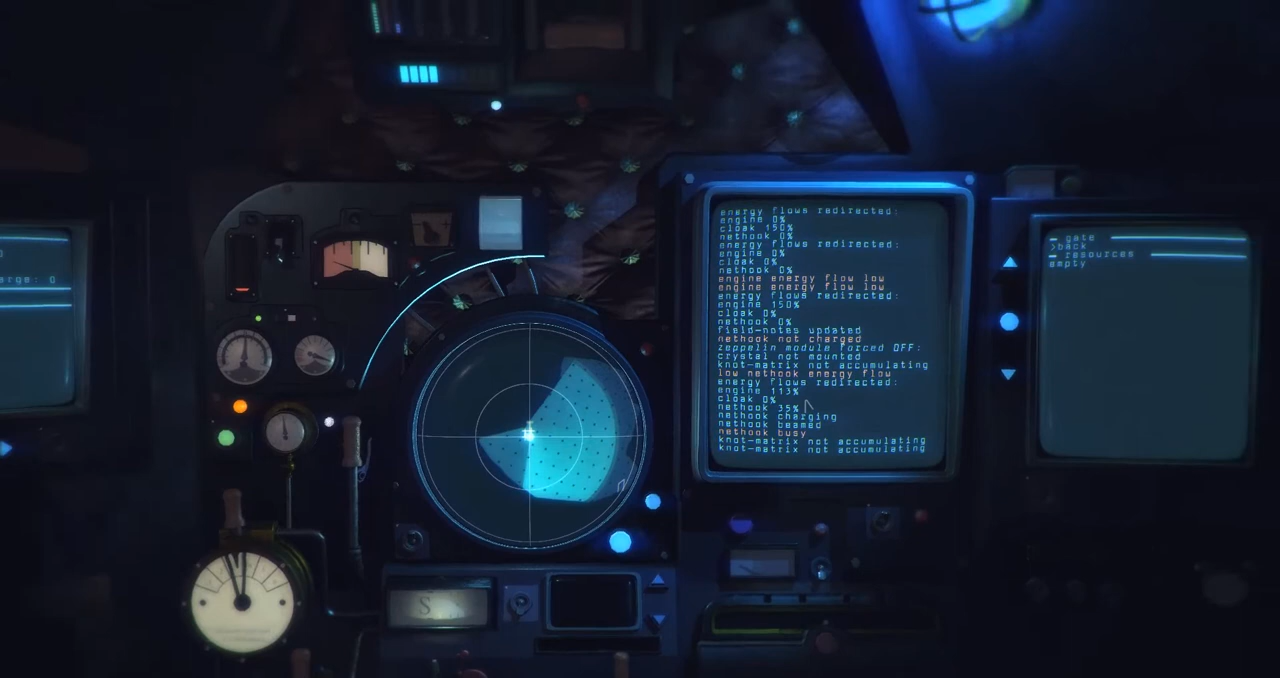 arge: 0
S
energy flows redirected:
engine 0%
cloak 150%
nethook 0%
energy flows redirected:
engine 0%
cloak 0%
nethook 0%
engine energy flow low
engine energy flow low
energy flows redirected:
engine 150%
cloak 0%
nethook 0%
field-notes updated
nethook not charged
zeppelin module forced OFF:
crystal not mounted
knot-matrix not accumulating
low nethook energy flow
energy flows redirected:
engine 113%
cloak 0%
nethook 35%
nethook charging
nethook beamed
nethook busy
knot-matrix not accumulating
knot-matrix not accumulating
gate
>back
resources
empty